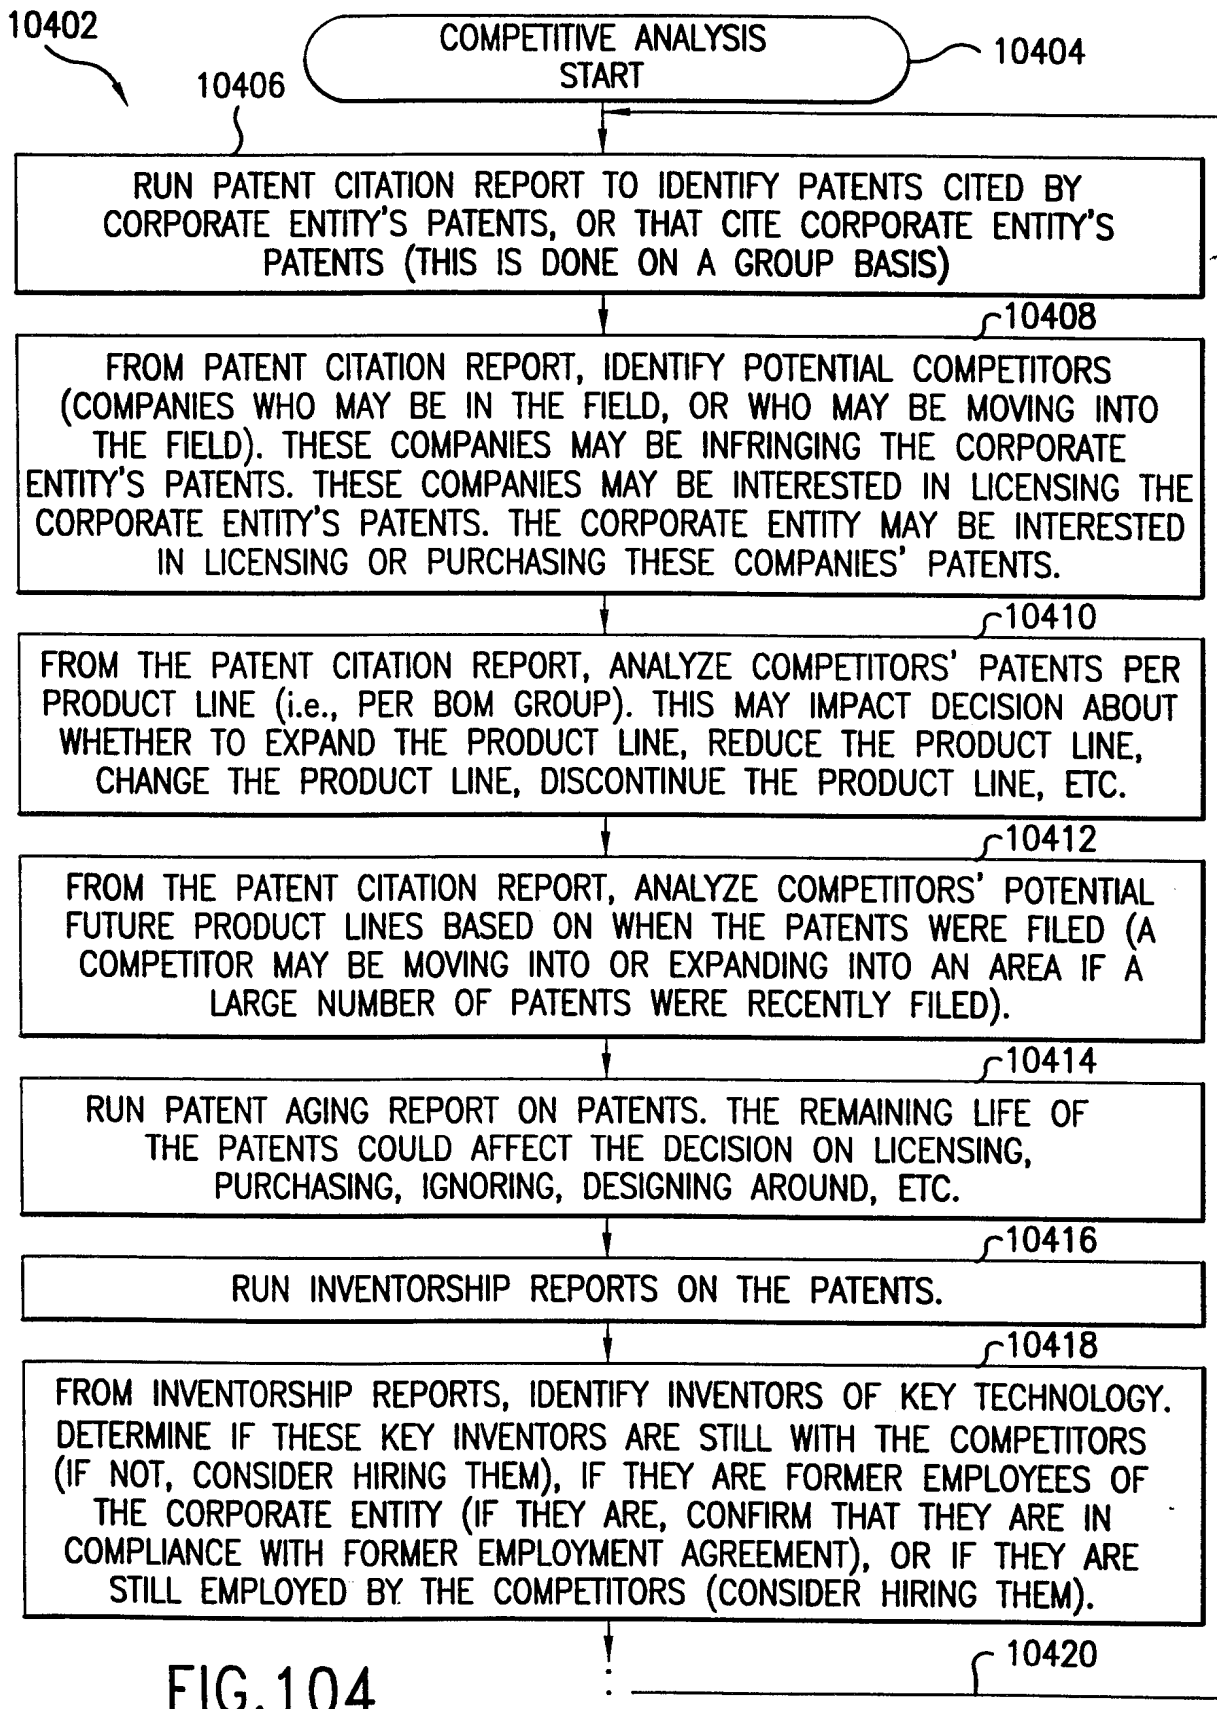 10402
COMPETITIVE ANALYSIS
START
10404
10406
RUN PATENT CITATION REPORT TO IDENTIFY PATENTS CITED BY
CORPORATE ENTITY'S PATENTS, OR THAT CITE CORPORATE ENTITY'S
PATENTS (THIS IS DONE ON A GROUP BASIS)
10408
FROM PATENT CITATION REPORT, IDENTIFY POTENTIAL COMPETITORS
(COMPANIES WHO MAY BE IN THE FIELD, OR WHO MAY BE MOVING INTO
THE FIELD). THESE COMPANIES MAY BE INFRINGING THE CORPORATE
ENTITY'S PATENTS. THESE COMPANIES MAY BE INTERESTED IN LICENSING THE
CORPORATE ENTITY'S PATENTS. THE CORPORATE ENTITY MAY BE INTERESTED
IN LICENSING OR PURCHASING THESE COMPANIES' PATENTS.
10410
FROM THE PATENT CITATION REPORT, ANALYZE COMPETITORS' PATENTS PER
PRODUCT LINE (i.e., PER BOM GROUP). THIS MAY IMPACT DECISION ABOUT
WHETHER TO EXPAND THE PRODUCT LINE, REDUCE THE PRODUCT LINE,
CHANGE THE PRODUCT LINE, DISCONTINUE THE PRODUCT LINE, ETC.
10412
FROM THE PATENT CITATION REPORT, ANALYZE COMPETITORS' POTENTIAL
FUTURE PRODUCT LINES BASED ON WHEN THE PATENTS WERE FILED (A
COMPETITOR MAY BE MOVING INTO OR EXPANDING INTO AN AREA IF A
LARGE NUMBER OF PATENTS WERE RECENTLY FILED).
10414
RUN PATENT AGING REPORT ON PATENTS. THE REMAINING LIFE OF
THE PATENTS COULD AFFECT THE DECISION ON LICENSING,
PURCHASING, IGNORING, DESIGNING AROUND, ETC.
10416
RUN INVENTORSHIP REPORTS ON THE PATENTS.
10418
FROM INVENTORSHIP REPORTS, IDENTIFY INVENTORS OF KEY TECHNOLOGY.
DETERMINE IF THESE KEY INVENTORS ARE STILL WITH THE COMPETITORS
(IF NOT, CONSIDER HIRING THEM), IF THEY ARE FORMER EMPLOYEES OF
THE CORPORATE ENTITY (IF THEY ARE, CONFIRM THAT THEY ARE IN
COMPLIANCE WITH FORMER EMPLOYMENT AGREEMENT), OR IF THEY ARE
STILL EMPLOYED BY THE COMPETITORS (CONSIDER HIRING THEM).
10420
FIG.104